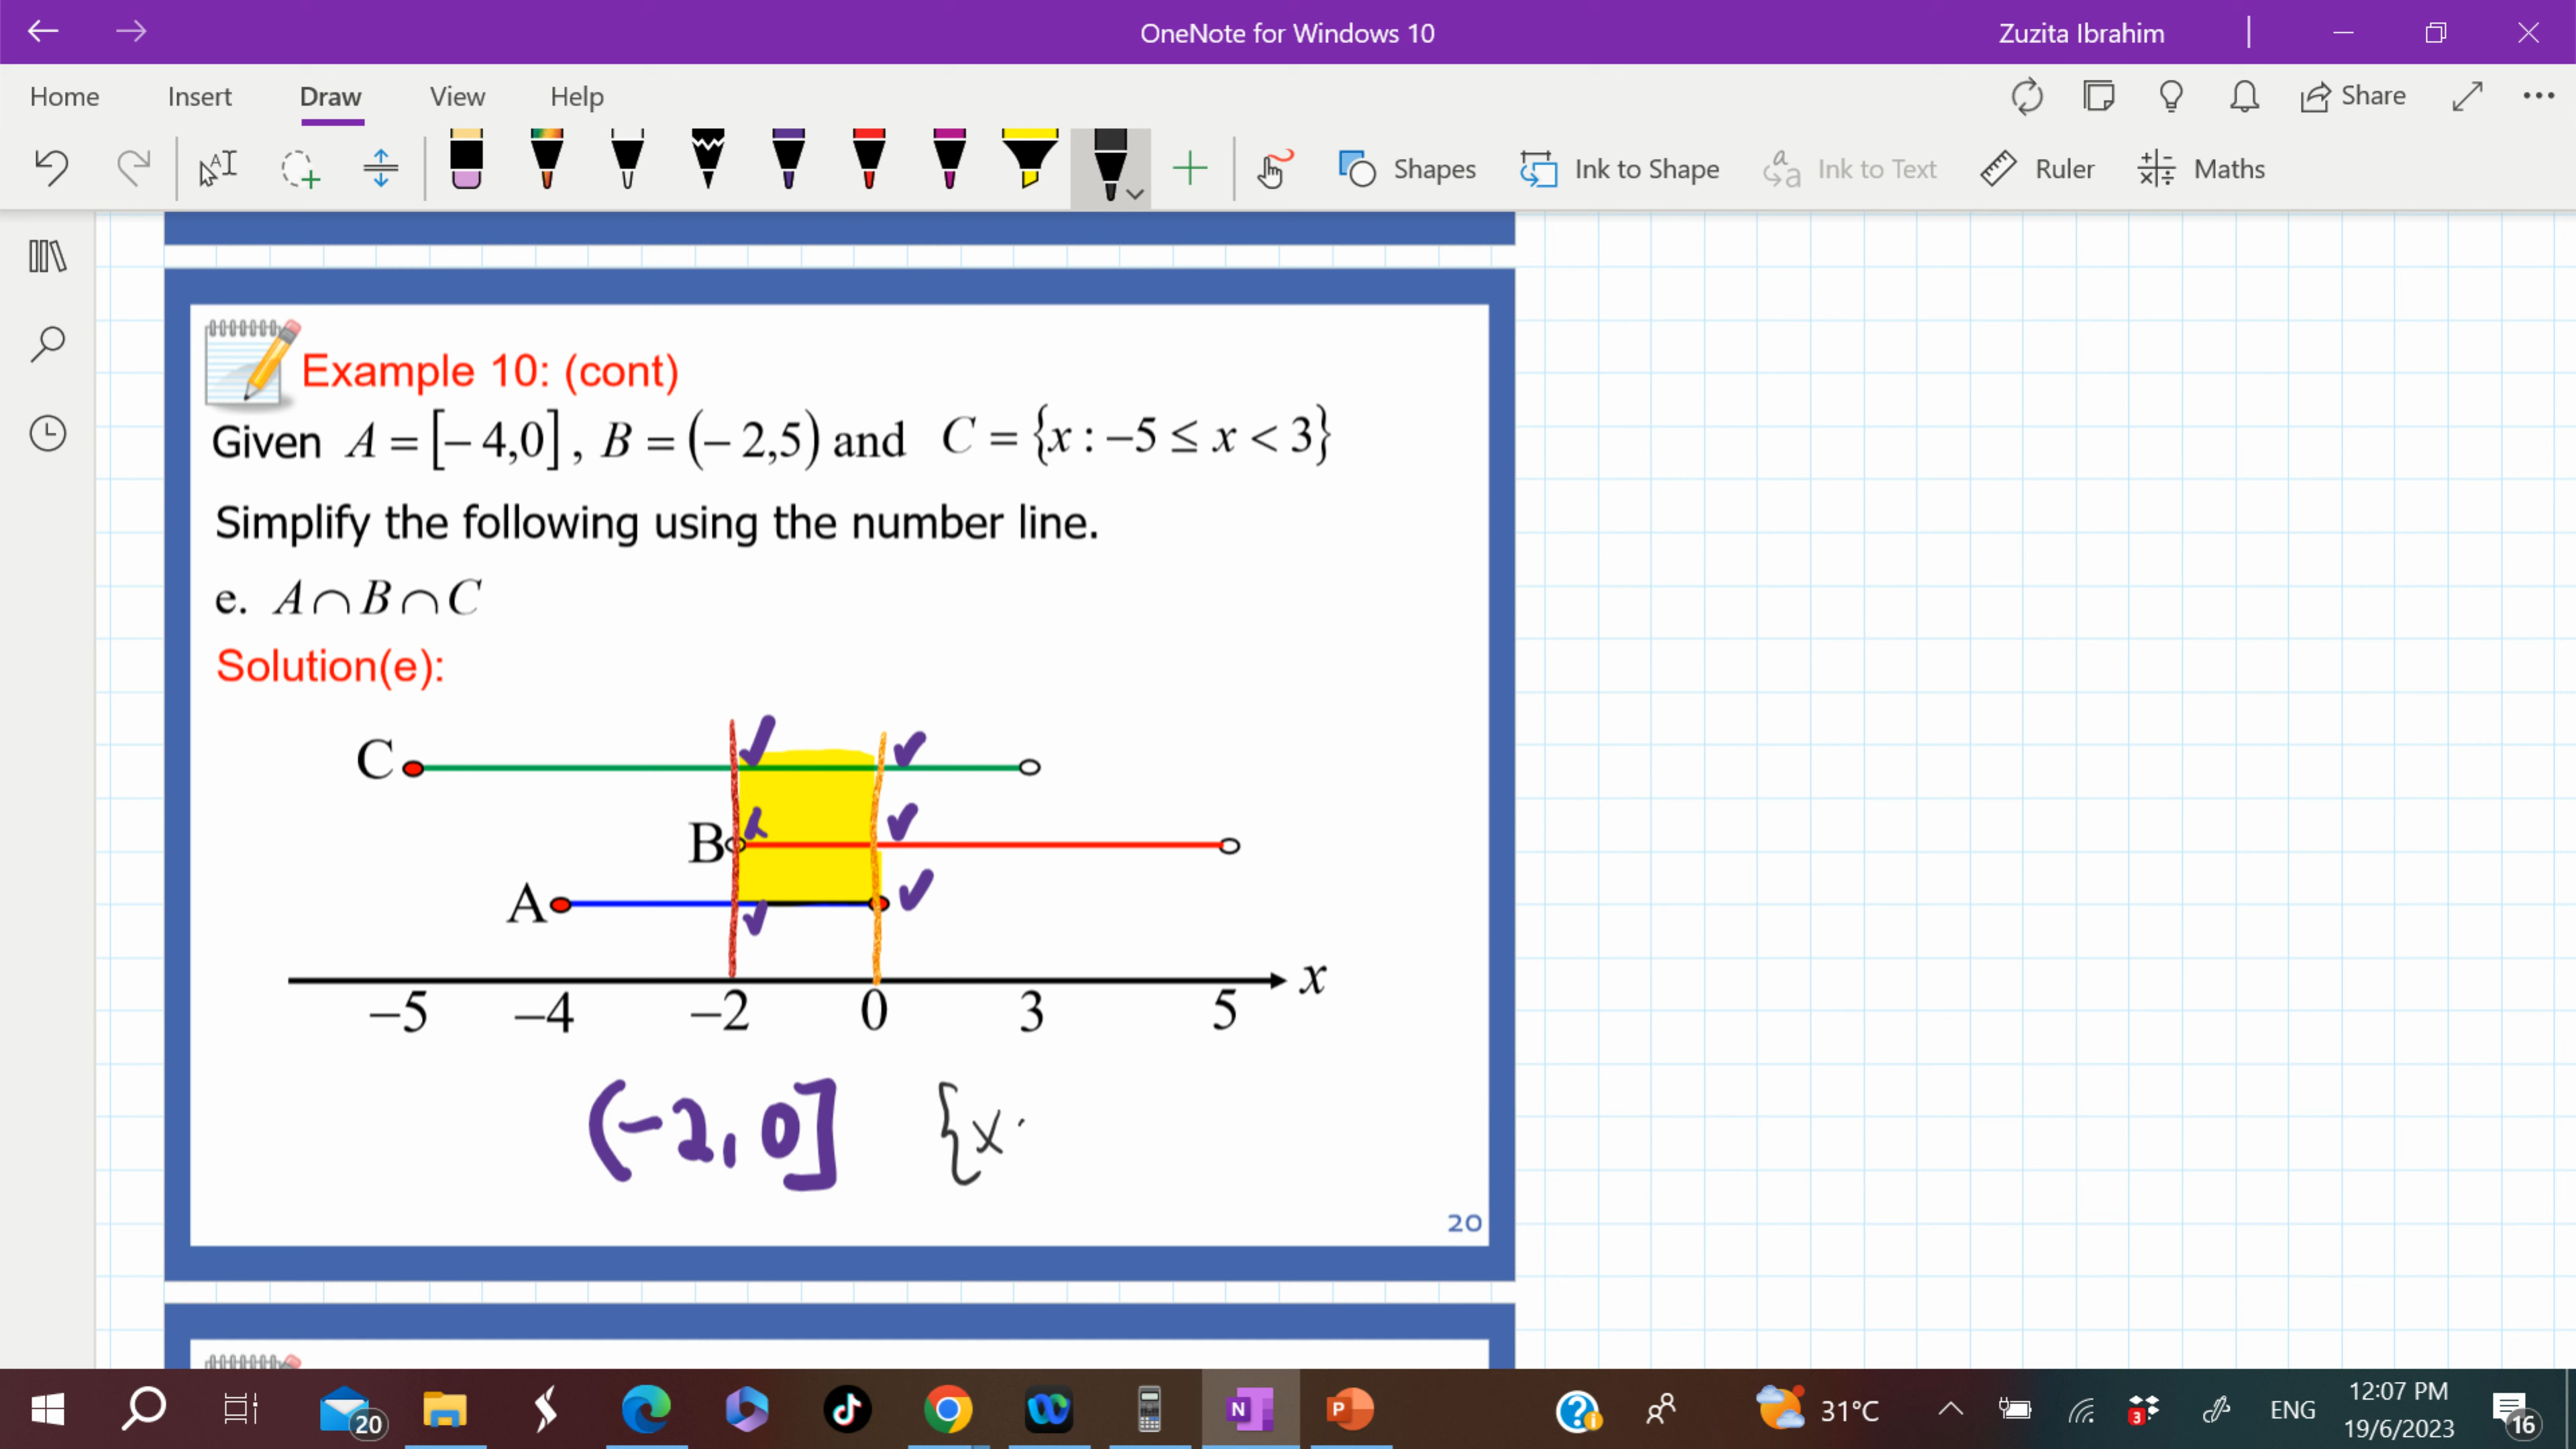 OneNote for Windows 10
Zuzita Ibrahim
Home Insert Draw View Help
Share
Shapes Ink to Shape Ink to Text Ruler Maths
Example 10: (cont)
Given A = [− 4,0] , B = (− 2,5) and C = {x : −5 ≤ x < 3}
Simplify the following using the number line.
e. A∩B∩C
Solution(e):
C
B
A
x
−5 −4 −2 0 3 5
(-2, 0] {x
20
20
31°C
3
ENG
12:07 PM
19/6/2023
16